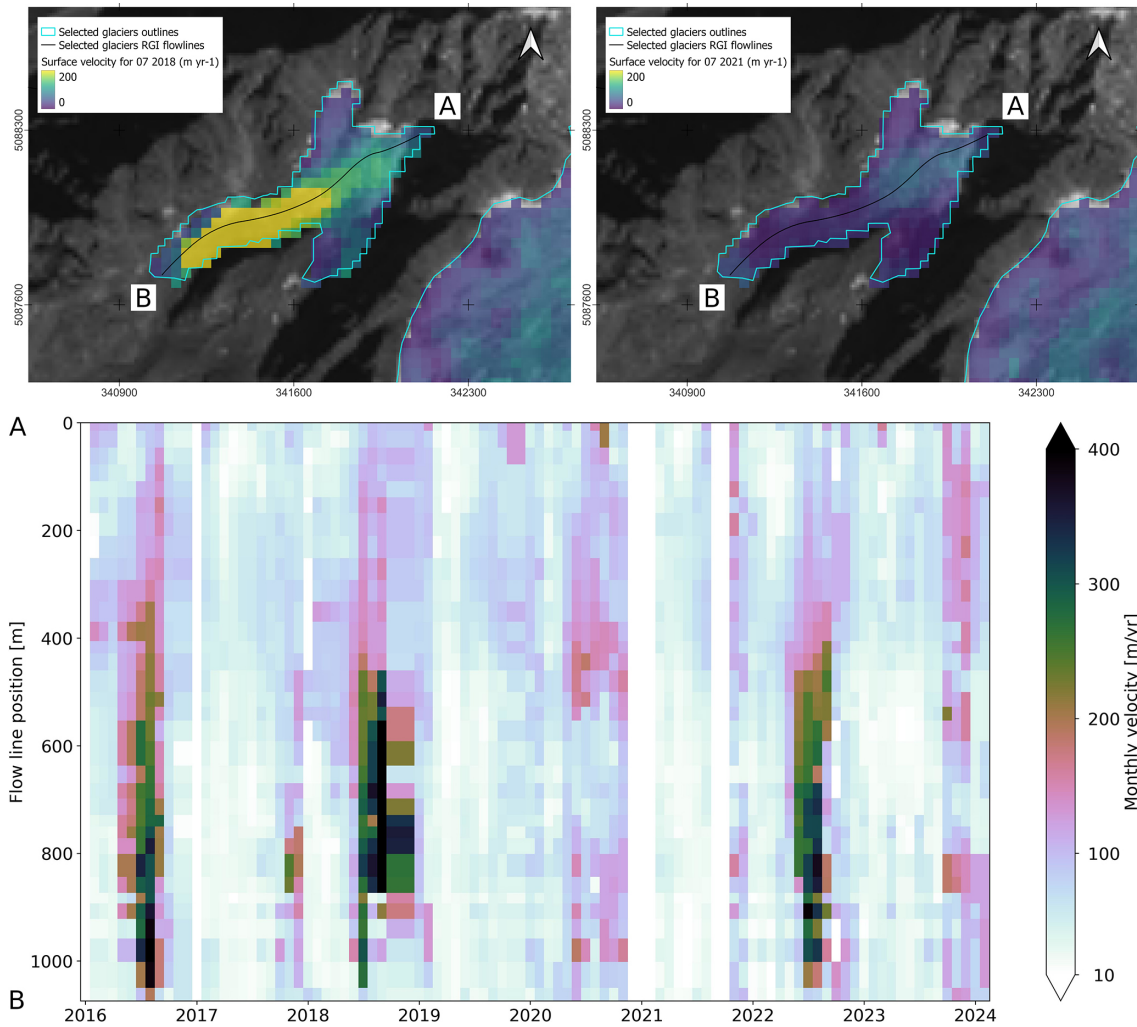 Selected glaciers outlines
Selected glaciers RGI flowlines
Surface velocity for 07 2018 (m yr-1)
200
0
A
B
5088300
5087600
340900
341600
342300
Selected glaciers outlines
Selected glaciers RGI flowlines
Surface velocity for 07 2021 (m yr-1)
200
0
A
B
5088300
5087600
340900
341600
342300
A
0
200
400
600
800
1000
B
Flow line position [m]
2016
2017
2018
2019
2020
2021
2022
2023
2024
400
300
200
100
10
Monthly velocity [m/yr]